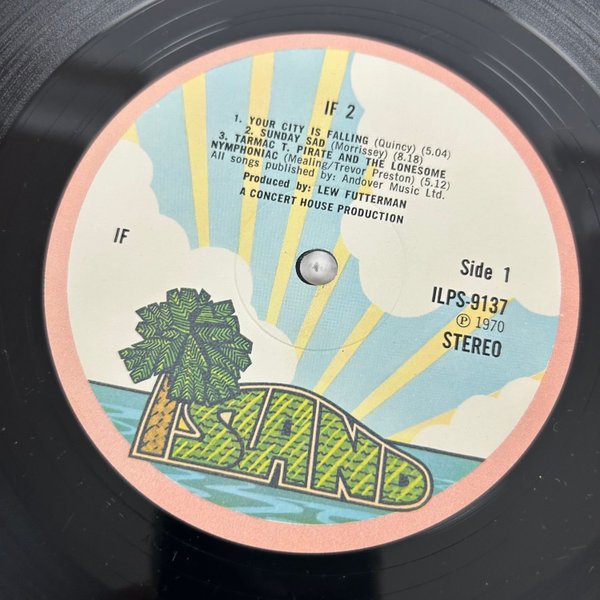 IF 2
1. YOUR CITY IS FALLING (Quincy) (5.04)
2. SUNDAY SAD (Morrissey) (8.18)
3. TARMAC T. PIRATE AND THE LONESOME
NYMPHONIAC (Mealing/Trevor Preston) (5.12)
All songs published by: Andover Music Ltd.
Produced by: LEW FUTTERMAN
A CONCERT HOUSE PRODUCTION
IF
Side 1
ILPS-9137
℗ 1970
STEREO
ISLAND